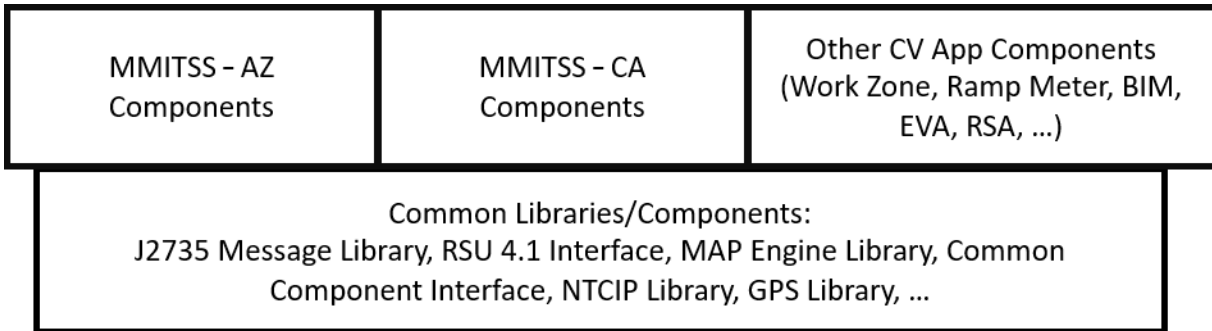 MMITSS – AZ
Components
MMITSS – CA
Components
Other CV App Components
(Work Zone, Ramp Meter, BIM,
EVA, RSA, …)
Common Libraries/Components:
J2735 Message Library, RSU 4.1 Interface, MAP Engine Library, Common
Component Interface, NTCIP Library, GPS Library, …